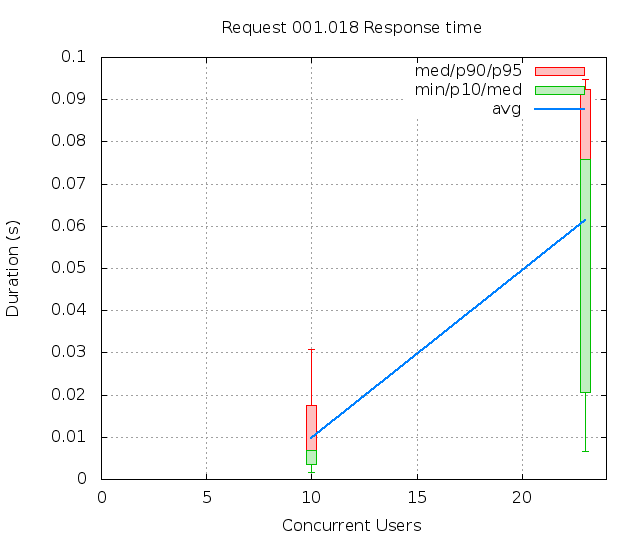 Request 001.018 Response time
0.1
0.09
0.08
0.07
0.06
0.05
0.04
0.03
0.02
0.01
0
Duration (s)
med/p90/p95
min/p10/med
avg
0 5 10 15 20
Concurrent Users